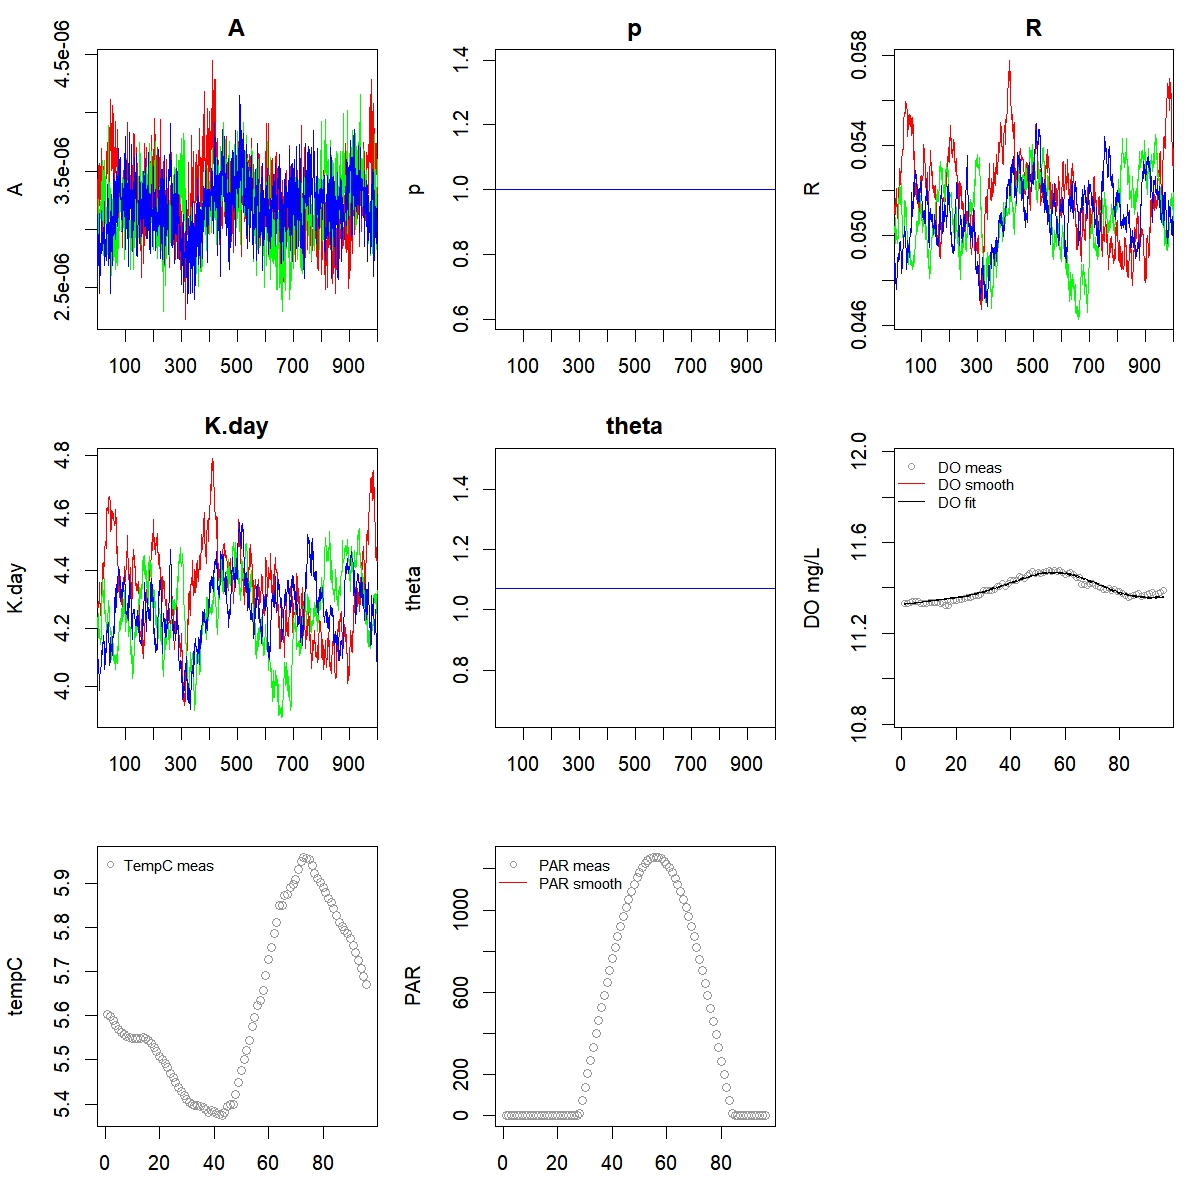 A
A
4.5e-06
3.5e-06
2.5e-06
100 300 500 700 900
p
p
1.4
1.2
1.0
0.8
0.6
100 300 500 700 900
R
R
0.058
0.054
0.050
0.046
100 300 500 700 900
K.day
K.day
4.8
4.6
4.4
4.2
4.0
100 300 500 700 900
theta
theta
1.4
1.2
1.0
0.8
100 300 500 700 900
DO mg/L
12.0
11.6
11.2
10.8
DO meas
DO smooth
DO fit
0 20 40 60 80
tempC
5.9
5.8
5.7
5.6
5.5
5.4
TempC meas
0 20 40 60 80
PAR
1000
600
200
0
PAR meas
PAR smooth
0 20 40 60 80